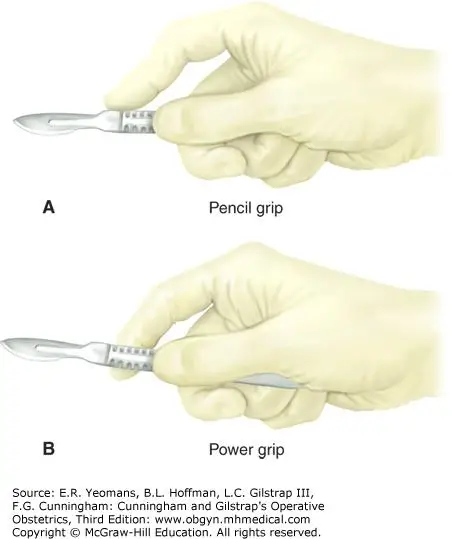 A
Pencil grip
B
Power grip
Source: E.R. Yeomans, B.L. Hoffman, L.C. Gilstrap III,
F.G. Cunningham: Cunningham and Gilstrap’s Operative
Obstetrics, Third Edition: www.obgyn.mhmedical.com
Copyright © McGraw-Hill Education. All rights reserved.